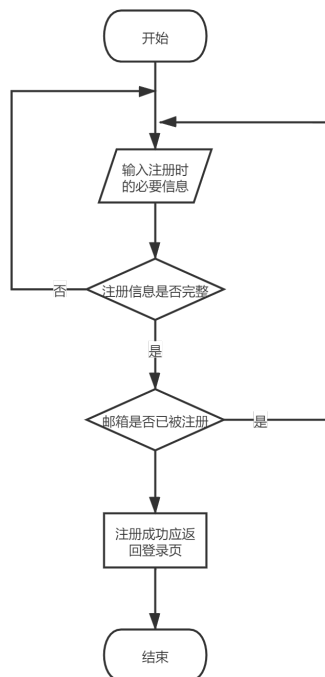 开始
输入注册时
的必要信息
注册信息是否完整
否
是
邮箱是否已被注册
是
注册成功应返
回登录页
结束